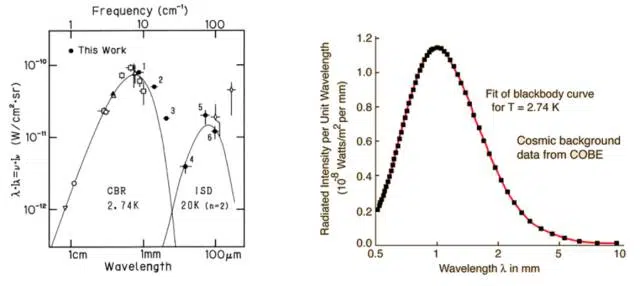 Frequency (cm⁻¹)
1 10 100
• This Work
10⁻¹⁰
10⁻¹¹
10⁻¹²
λ·Iλ=ν·Iν (W/cm²·sr)
1
2
3
4
5
6
CBR
2.74K
ISD
20K (n=2)
1cm 1mm 100μm
Wavelength
1.2
1.0
0.8
0.6
0.4
0.2
0.0
Radiated Intensity per Unit Wavelength
(10⁻⁸ Watts/m² per mm)
Fit of blackbody curve
for T = 2.74 K
Cosmic background
data from COBE
0.5 1 2 5 10
Wavelength λ in mm